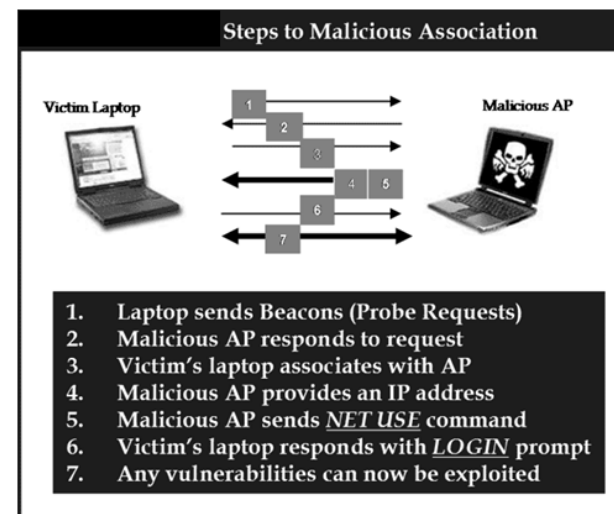 Steps to Malicious Association
Victim Laptop
Malicious AP
1
2
3
4 5
6
7
1. Laptop sends Beacons (Probe Requests)
2. Malicious AP responds to request
3. Victim's laptop associates with AP
4. Malicious AP provides an IP address
5. Malicious AP sends NET USE command
6. Victim's laptop responds with LOGIN prompt
7. Any vulnerabilities can now be exploited